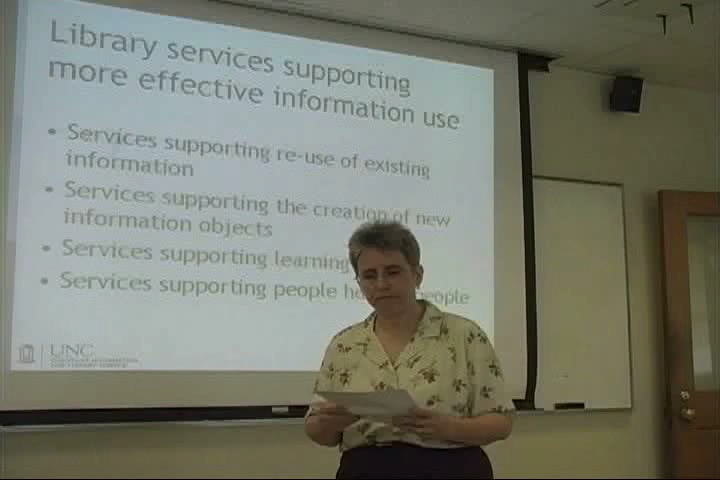 Library services supporting
more effective information use
• Services supporting re-use of existing
information
• Services supporting the creation of new
information objects
• Services supporting learning
• Services supporting people people
UNC